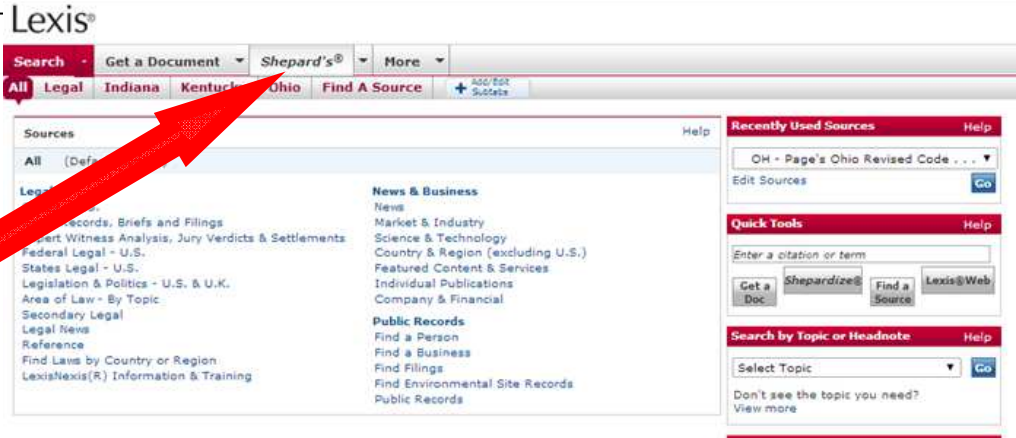 Lexis®
Search Get a Document Shepard's® More
All Legal Indiana Ohio Find A Source + Add/Edit Subtabs
Sources Help
All
News & Business
News
Records, Briefs and Filings
Market & Industry
Witness Analysis, Jury Verdicts & Settlements
Science & Technology
Federal Legal - U.S.
Country & Region (excluding U.S.)
States Legal - U.S.
Featured Content & Services
Legislation & Politics - U.S. & U.K.
Individual Publications
Area of Law - By Topic
Company & Financial
Secondary Legal
Legal News
Public Records
Reference
Find a Person
Find Laws by Country or Region
Find a Business
LexisNexis(R) Information & Training
Find Filings
Find Environmental Site Records
Public Records
Recently Used Sources Help
OH - Page's Ohio Revised Code . . .
Edit Sources Go
Quick Tools Help
Enter a citation or term
Get a Doc Shepardize® Find a Source Lexis®Web
Search by Topic or Headnote Help
Select Topic Go
Don't see the topic you need?
View more